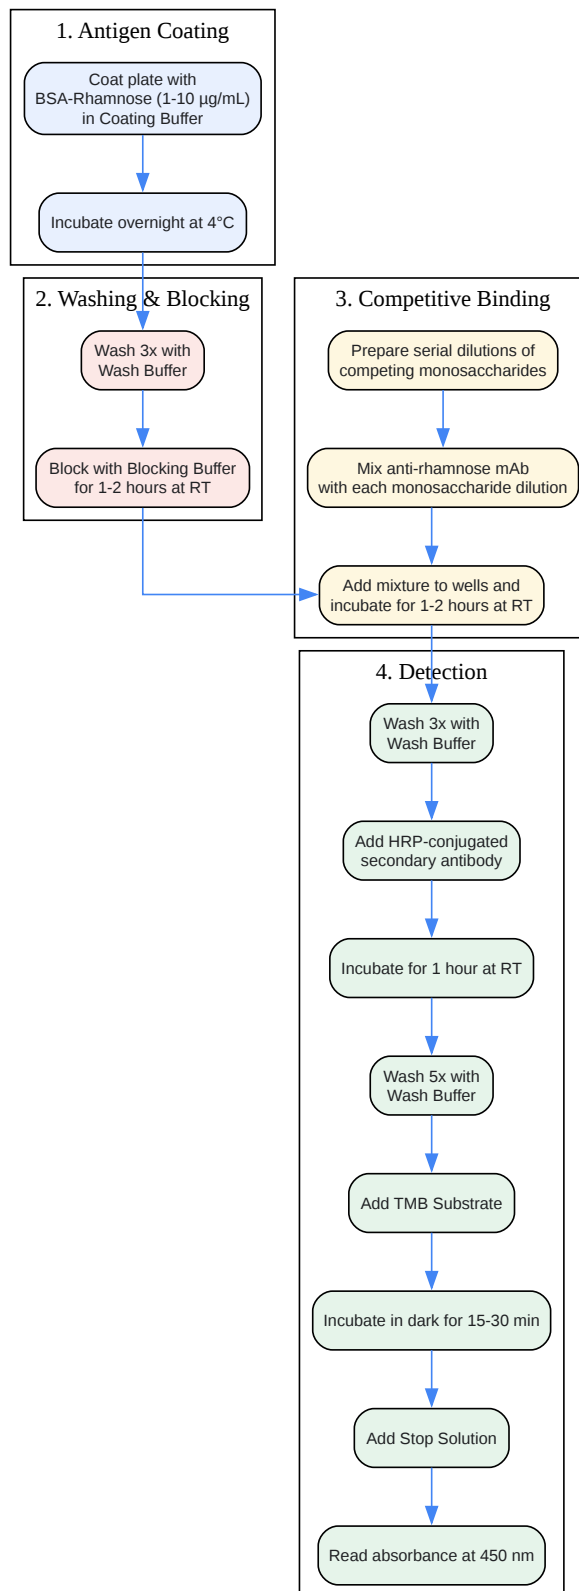 1. Antigen Coating
Coat plate with
BSA-Rhamnose (1-10 µg/mL)
in Coating Buffer
Incubate overnight at 4°C
2. Washing & Blocking
Wash 3x with
Wash Buffer
Block with Blocking Buffer
for 1-2 hours at RT
3. Competitive Binding
Prepare serial dilutions of
competing monosaccharides
Mix anti-rhamnose mAb
with each monosaccharide dilution
Add mixture to wells and
incubate for 1-2 hours at RT
4. Detection
Wash 3x with
Wash Buffer
Add HRP-conjugated
secondary antibody
Incubate for 1 hour at RT
Wash 5x with
Wash Buffer
Add TMB Substrate
Incubate in dark for 15-30 min
Add Stop Solution
Read absorbance at 450 nm